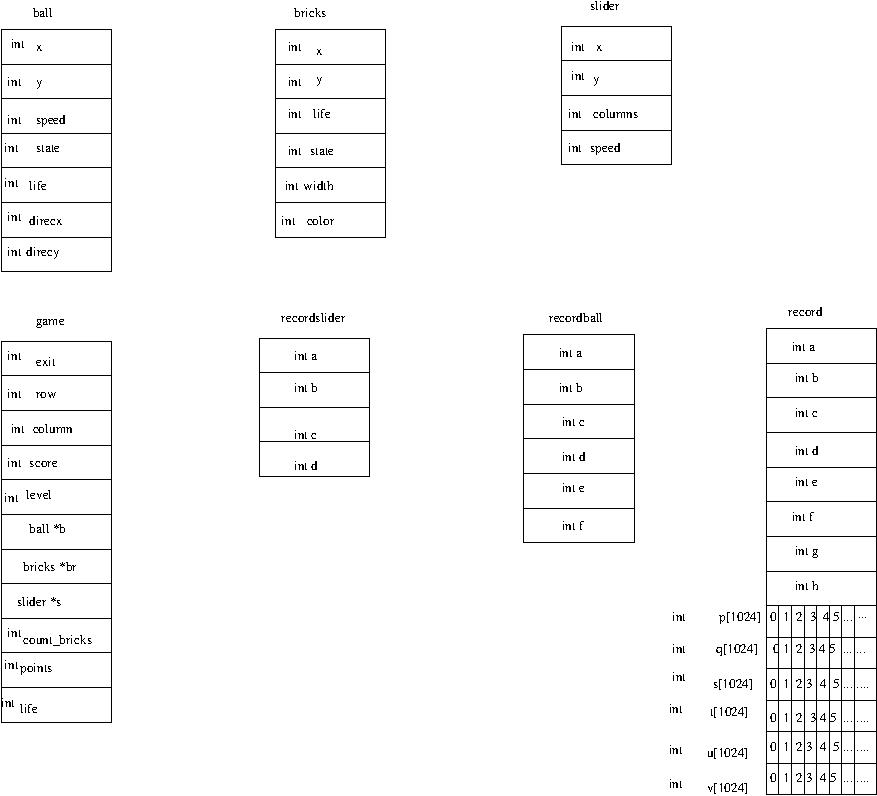 ball
int x
int y
int speed
int state
int life
int direcx
int direcy
bricks
int x
int y
int life
int state
int width
int color
slider
int x
int y
int columns
int speed
game
int exit
int row
int column
int score
int level
ball *b
bricks *br
slider *s
int count_bricks
int points
int life
recordslider
int a
int b
int c
int d
recordball
int a
int b
int c
int d
int e
int f
record
int a
int b
int c
int d
int e
int f
int g
int h
int p[1024] 0 1 2 3 4 5 ... ...
int q[1024] 0 1 2 3 4 5 ... ...
int s[1024] 0 1 2 3 4 5 ... ....
int t[1024] 0 1 2 3 4 5 ... ....
int u[1024] 0 1 2 3 4 5 ... ....
int v[1024] 0 1 2 3 4 5 ... ....